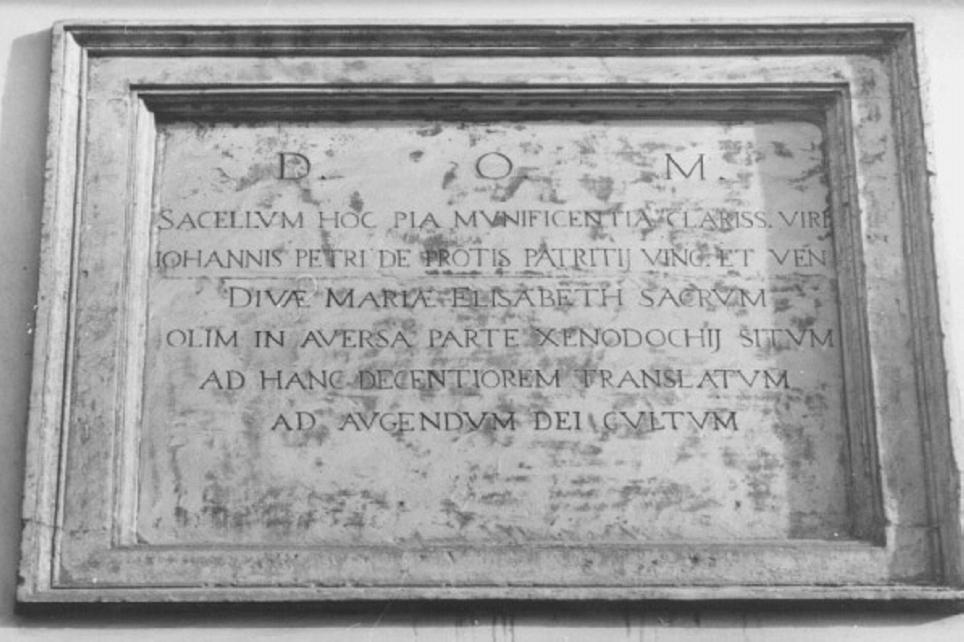 D. O. M.
SACELLVM HOC PIA MVNIFICENTIA CLARISS. VIRI
IOHANNIS PETRI DE PROTIS PATRITIJ VINC. ET VEN.
DIVÆ MARIÆ ELISABETH SACRVM
OLIM IN AVERSA PARTE XENODOCHIJ SITVM
AD HANC DECENTIOREM TRANSLATVM
AD AVGENDVM DEI CVLTVM